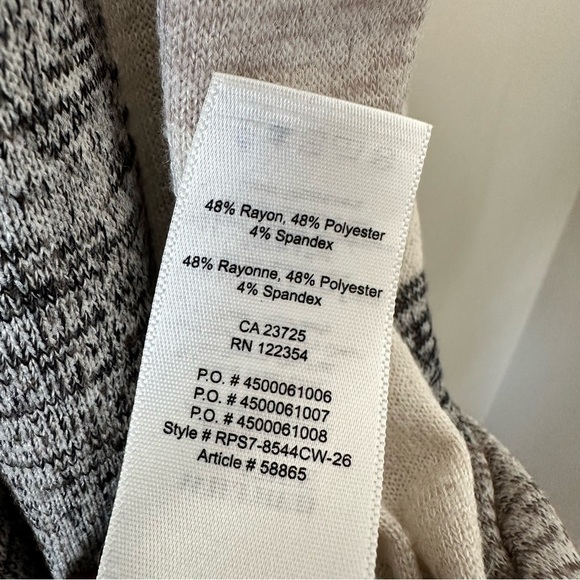 48% Rayon, 48% Polyester
4% Spandex
48% Rayonne, 48% Polyester
4% Spandex
CA 23725
RN 122354
P.O. # 4500061006
P.O. # 4500061007
P.O. # 4500061008
Style # RPS7-8544CW-26
Article # 58865